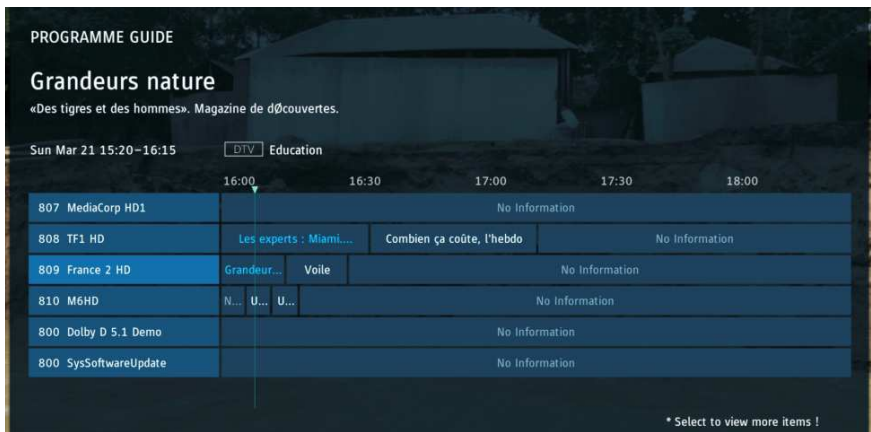 PROGRAMME GUIDE
Grandeurs nature
«Des tigres et des hommes». Magazine de dØcouvertes.
Sun Mar 21 15:20-16:15 DTV Education
16:00 16:30 17:00 17:30 18:00
807 MediaCorp HD1 No Information
808 TF1 HD Les experts : Miami.... Combien ça coûte, l'hebdo No Information
809 France 2 HD Grandeur... Voile No Information
810 M6HD N... U... U... No Information
800 Dolby D 5.1 Demo No Information
800 SysSoftwareUpdate No Information
* Select to view more items !